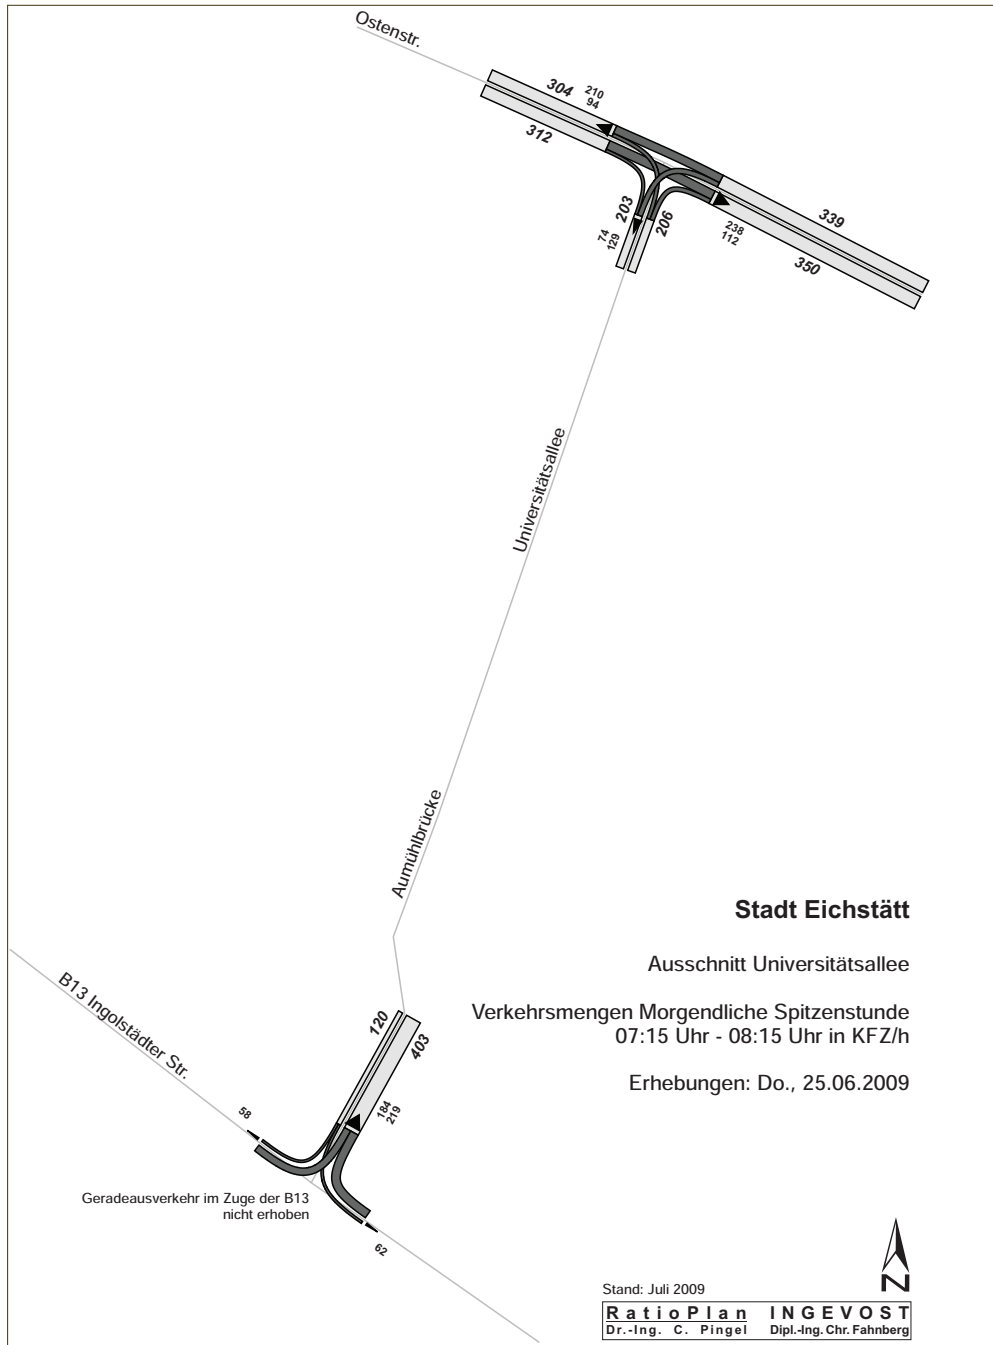 Ostenstr.
304
210
94
312
203
206
74
129
238
112
339
350
Universitätsallee
Aumühlbrücke
Stadt Eichstätt
Ausschnitt Universitätsallee
Verkehrsmengen Morgendliche Spitzenstunde
07:15 Uhr - 08:15 Uhr in KFZ/h
Erhebungen: Do., 25.06.2009
B13 Ingolstädter Str.
120
403
184
219
58
Geradeausverkehr im Zuge der B13
nicht erhoben
62
N
Stand: Juli 2009
RatioPlan INGEVOST
Dr.-Ing. C. Pingel Dipl.-Ing. Chr. Fahnberg